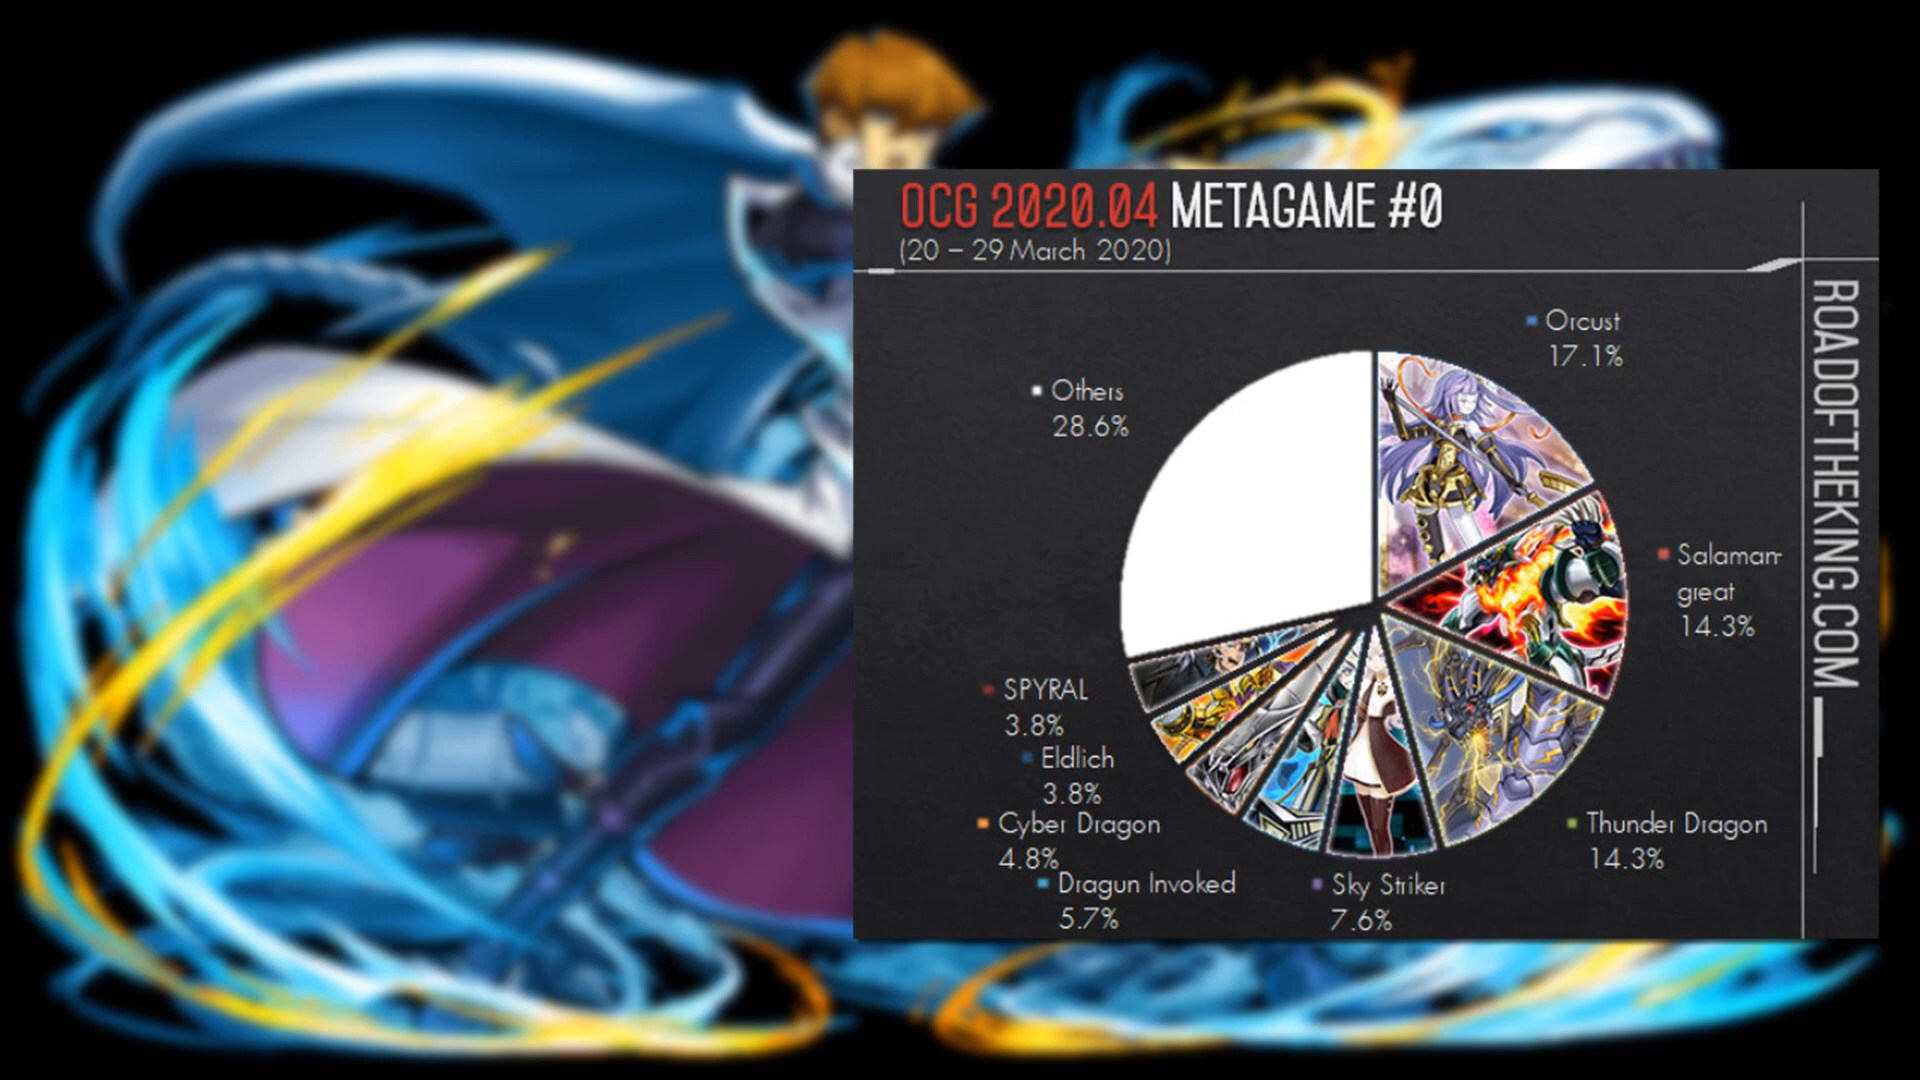 OCG 2020.04 METAGAME #0
(20 – 29 March 2020)
ROADOFTHEKING.COM
Orcust
17.1%
Others
28.6%
Salaman-
great
14.3%
SPYRAL
3.8%
Eldlich
3.8%
Cyber Dragon
4.8%
Thunder Dragon
14.3%
Dragun Invoked
5.7%
Sky Striker
7.6%